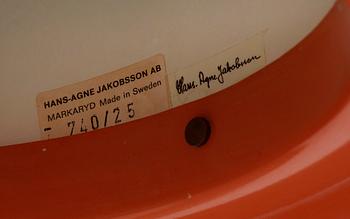 HANS-AGNE JAKOBSSON AB
MARKARYD Made in Sweden
T 740/25
Hans-Agne Jakobsson